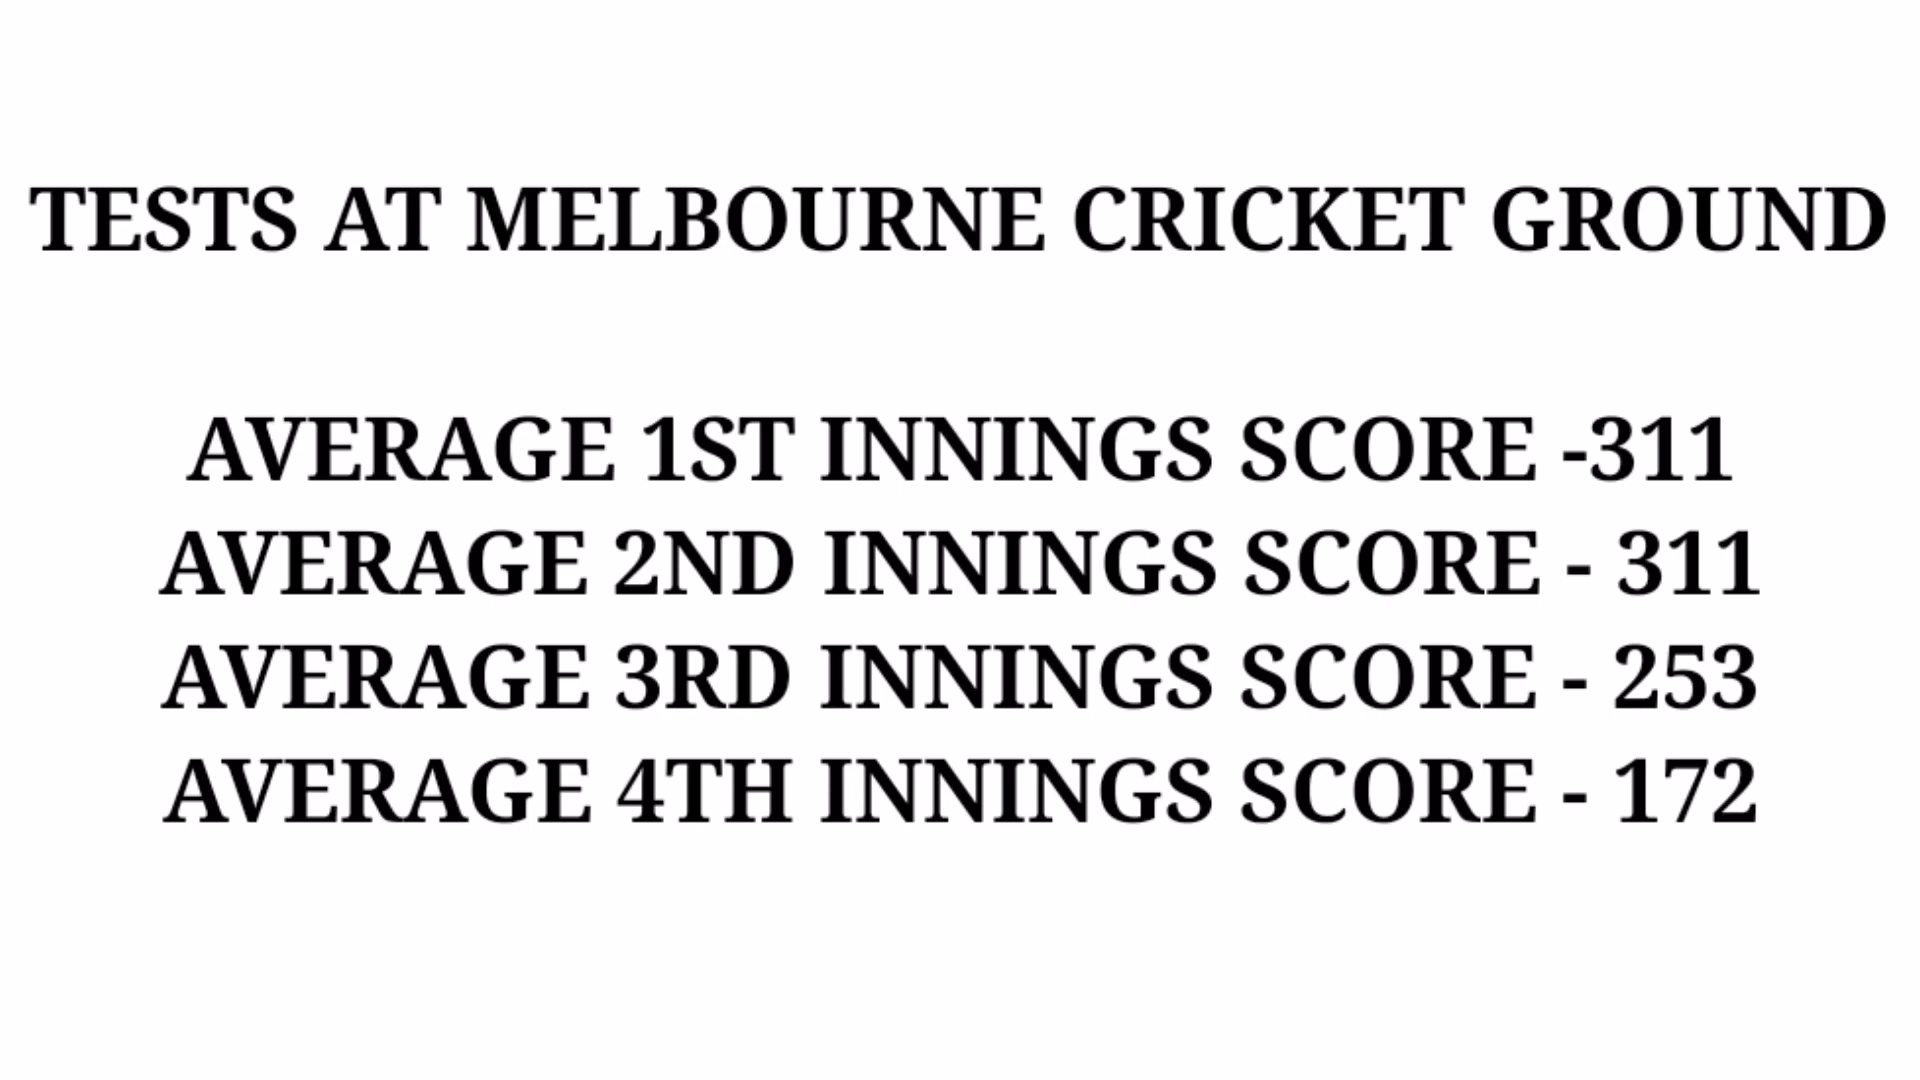 TESTS AT MELBOURNE CRICKET GROUND
AVERAGE 1ST INNINGS SCORE -311
AVERAGE 2ND INNINGS SCORE - 311
AVERAGE 3RD INNINGS SCORE - 253
AVERAGE 4TH INNINGS SCORE - 172